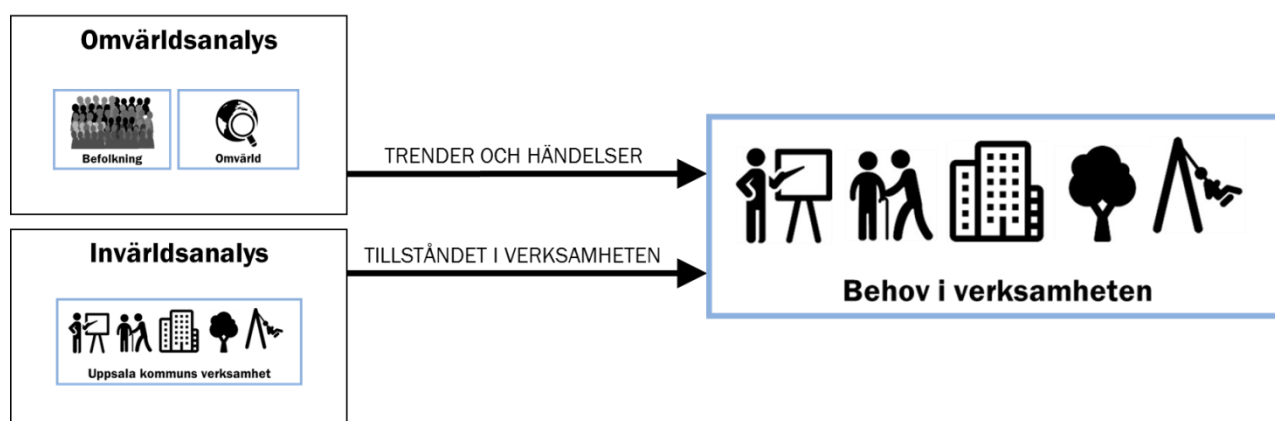 Omvärldsanalys
Befolkning
Omvärld
TRENDER OCH HÄNDELSER
Invärldsanalys
Uppsala kommuns verksamhet
TILLSTÅNDET I VERKSAMHETEN
Behov i verksamheten